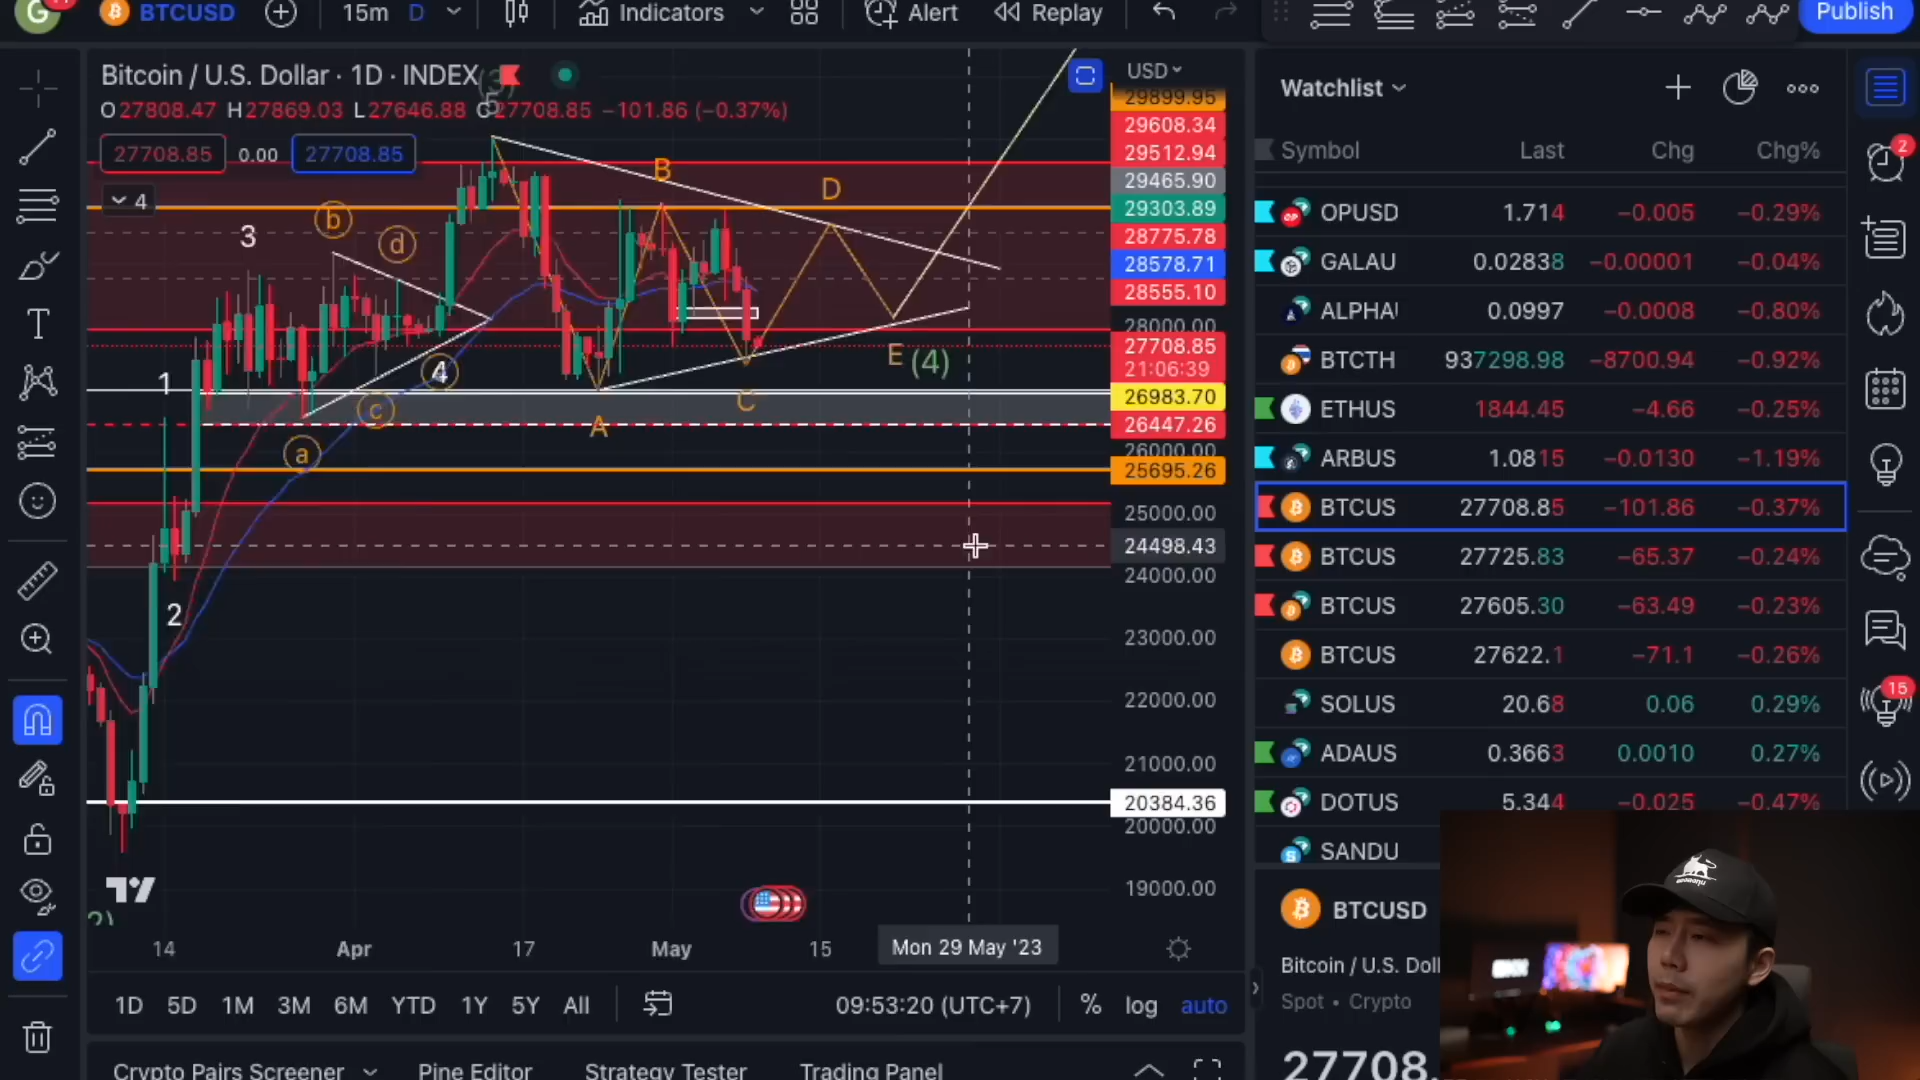 G
BTCUSD
15m D
Indicators
Alert
Replay
Publish
Bitcoin / U.S. Dollar · 1D · INDEX
O27808.47 H27869.03 L27646.88 C27708.85 −101.86 (−0.37%)
27708.85 0.00 27708.85
4
USD
29899.95
29608.34
29512.94
29465.90
29303.89
28775.78
28578.71
28555.10
28000.00
27708.85
21:06:39
26983.70
26447.26
26000.00
25695.26
25000.00
24498.43
24000.00
23000.00
22000.00
21000.00
20384.36
20000.00
19000.00
(3)
5
B
D
b
3
d
1
4
E (4)
c
C
A
a
2
14 Apr 17 May 15 Mon 29 May '23
1D 5D 1M 3M 6M YTD 1Y 5Y All
09:53:20 (UTC+7) % log auto
Crypto Pairs Screener Pine Editor Strategy Tester Trading Panel
Watchlist
Symbol Last Chg Chg%
2
15
OPUSD 1.714 −0.005 −0.29%
GALAU 0.02838 −0.00001 −0.04%
ALPHAU 0.0997 −0.0008 −0.80%
BTCTH 937298.98 −8700.94 −0.92%
ETHUS 1844.45 −4.66 −0.25%
ARBUS 1.0815 −0.0130 −1.19%
BTCUS 27708.85 −101.86 −0.37%
BTCUS 27725.83 −65.37 −0.24%
BTCUS 27605.30 −63.49 −0.23%
BTCUS 27622.1 −71.1 −0.26%
SOLUS 20.68 0.06 0.29%
ADAUS 0.3663 0.0010 0.27%
DOTUS 5.344 −0.025 −0.47%
SANDU
BTCUSD
Bitcoin / U.S. Doll
Spot • Crypto
27708.